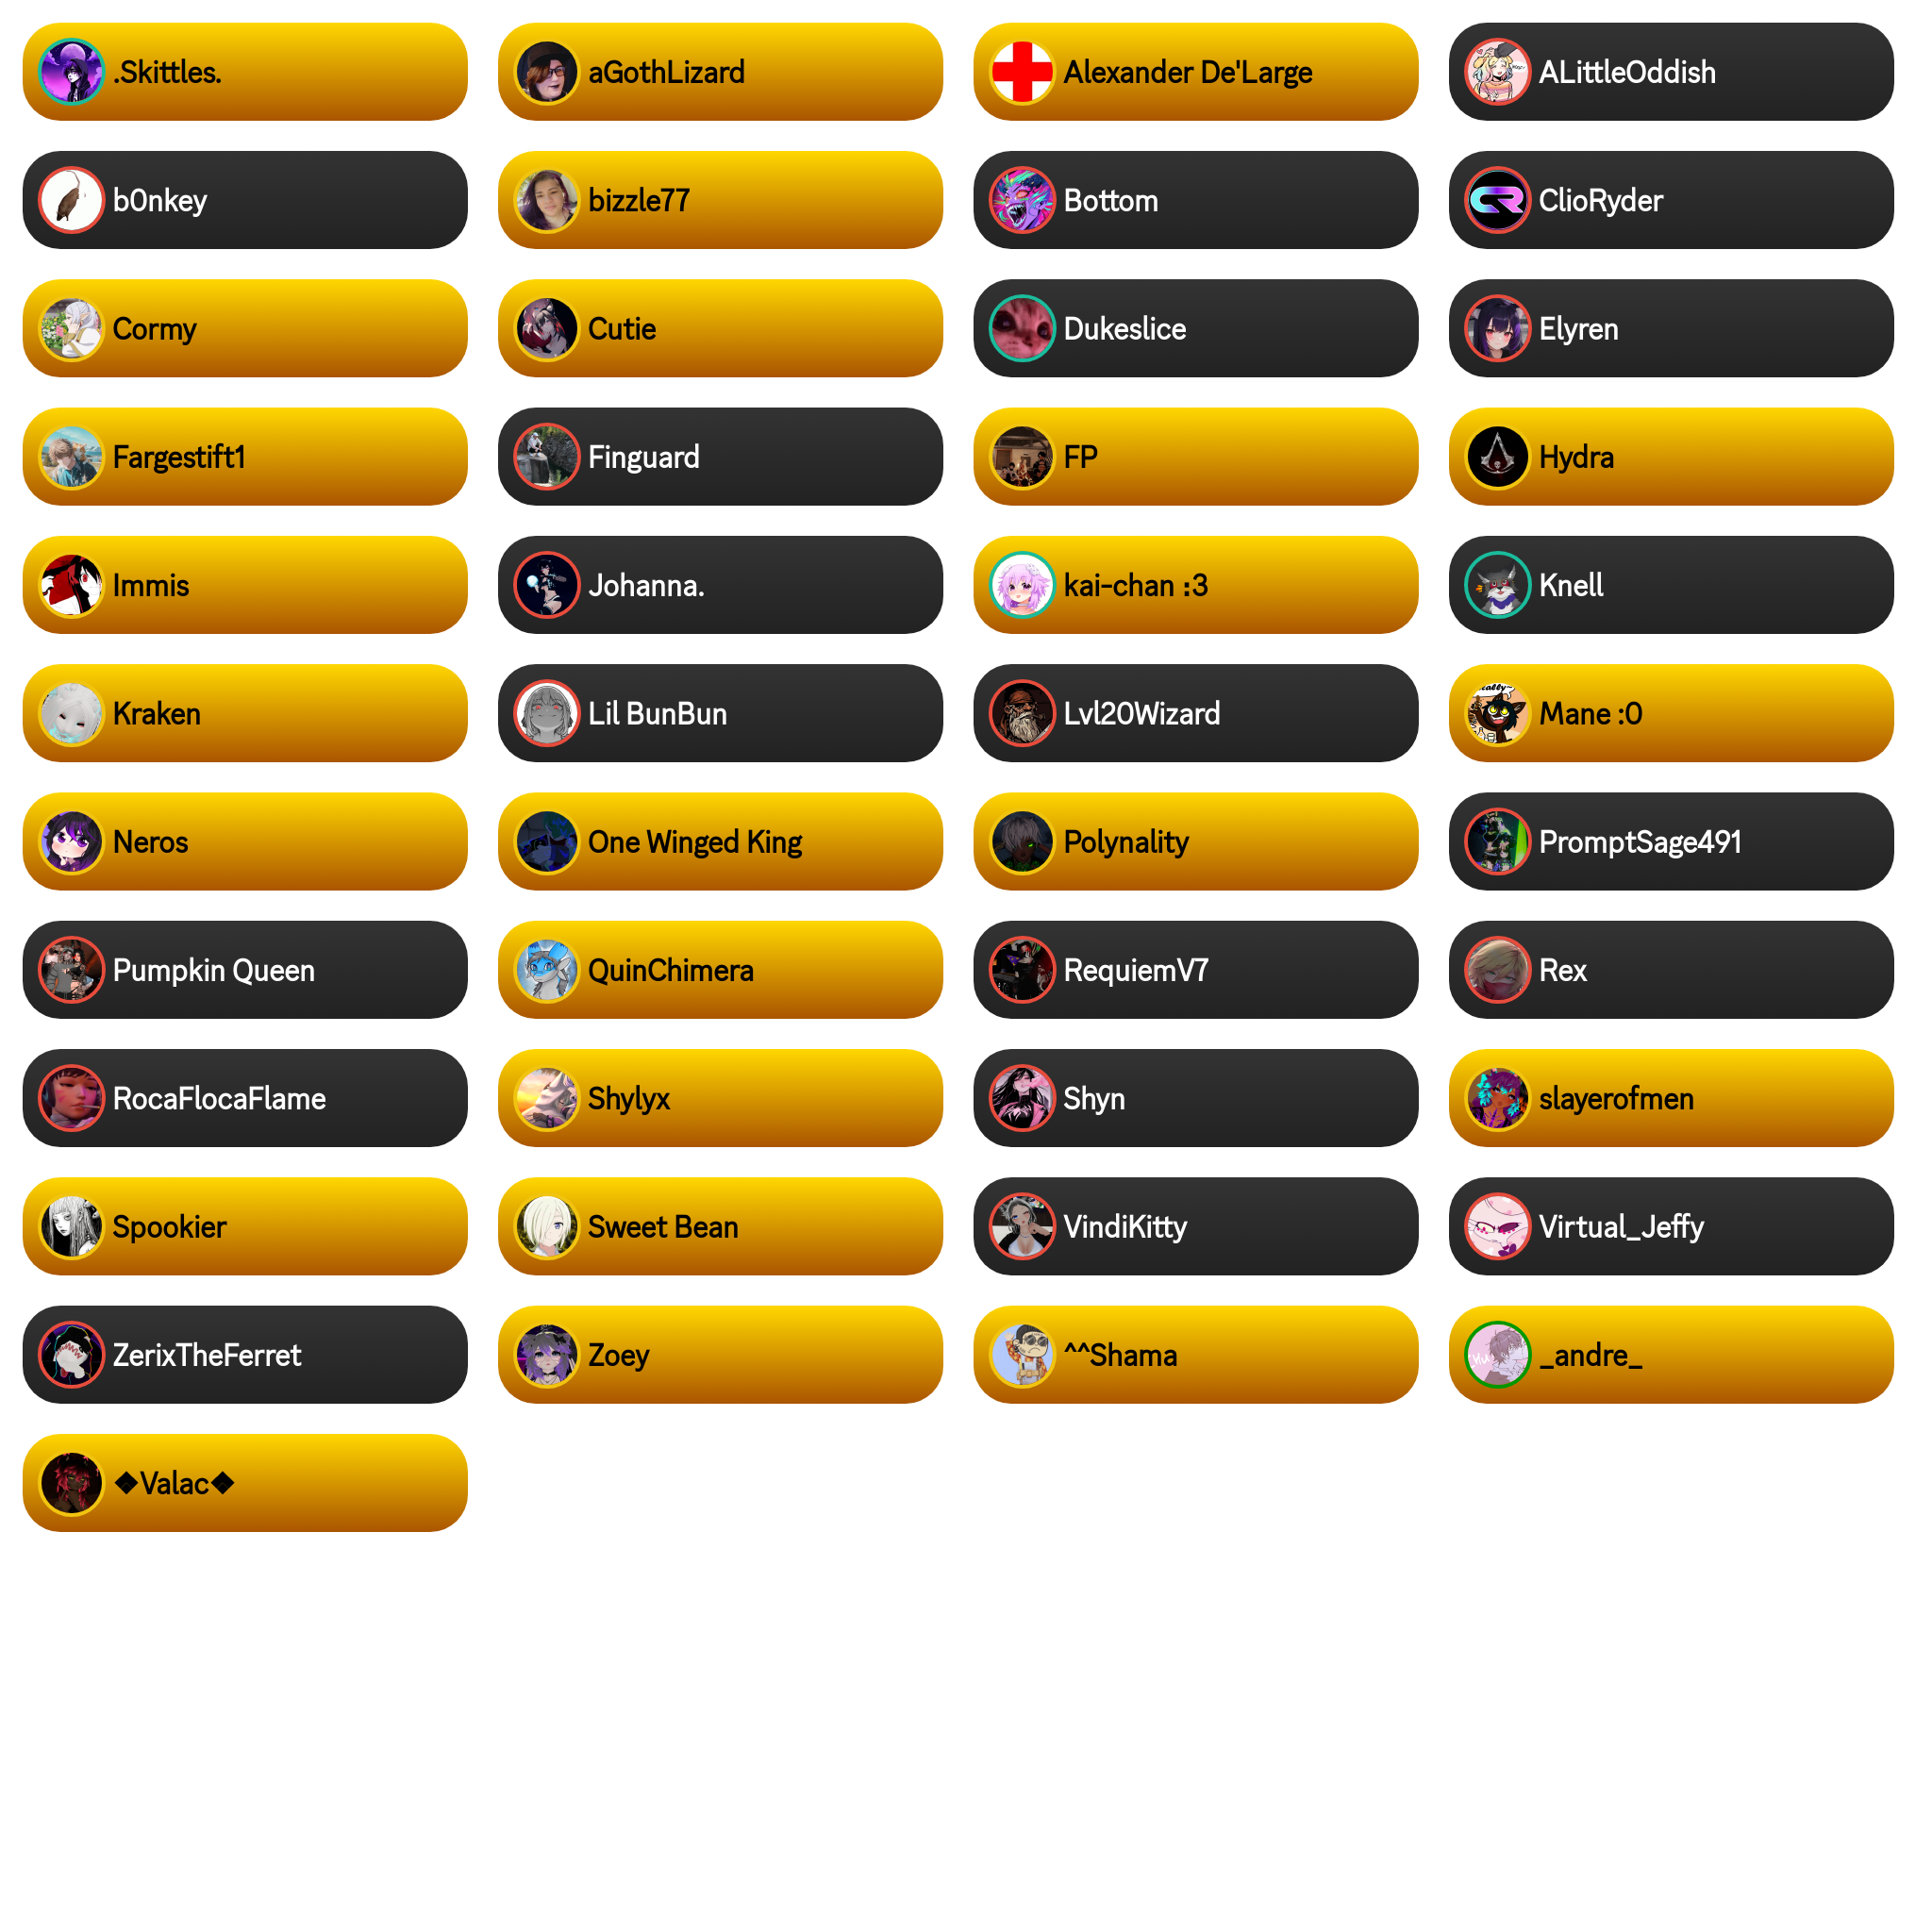 .Skittles.
aGothLizard
Alexander De'Large
ALittleOddish
b0nkey
bizzle77
Bottom
ClioRyder
Cormy
Cutie
Dukeslice
Elyren
Fargestift1
Finguard
FP
Hydra
Immis
Johanna.
kai-chan :3
Knell
Kraken
Lil BunBun
Lvl20Wizard
Mane :0
Neros
One Winged King
Polynality
PromptSage491
Pumpkin Queen
QuinChimera
RequiemV7
Rex
RocaFlocaFlame
Shylyx
Shyn
slayerofmen
Spookier
Sweet Bean
VindiKitty
Virtual_Jeffy
ZerixTheFerret
Zoey
^^Shama
_andre_
❖Valac❖